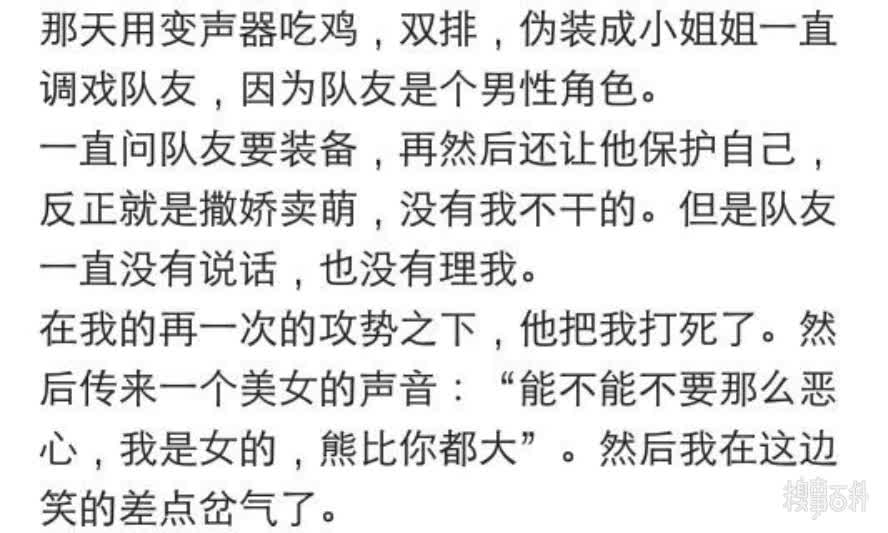 那天用变声器吃鸡，双排，伪装成小姐姐一直
调戏队友，因为队友是个男性角色。
一直问队友要装备，再然后还让他保护自己，
反正就是撒娇卖萌，没有我不干的。但是队友
一直没有说话，也没有理我。
在我的再一次的攻势之下，他把我打死了。然
后传来一个美女的声音：“能不能不要那么恶
心，我是女的，熊比你都大”。然后我在这边
笑的差点岔气了。